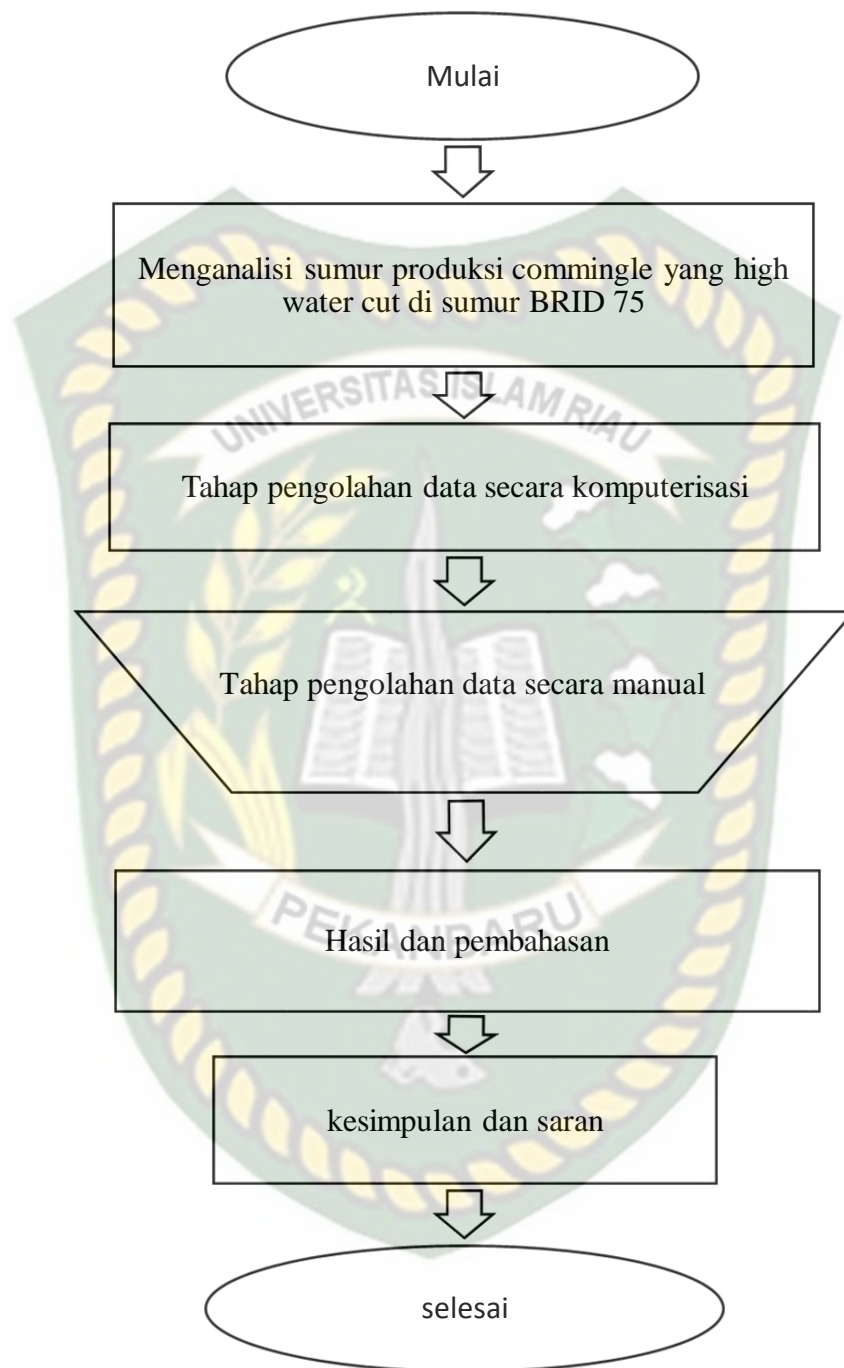 Mulai
Menganalisi sumur produksi commingle yang high
water cut di sumur BRID 75
UNIVERSITAS ISLAM RIAU
Tahap pengolahan data secara komputerisasi
Tahap pengolahan data secara manual
PEKANBARU
Hasil dan pembahasan
kesimpulan dan saran
selesai